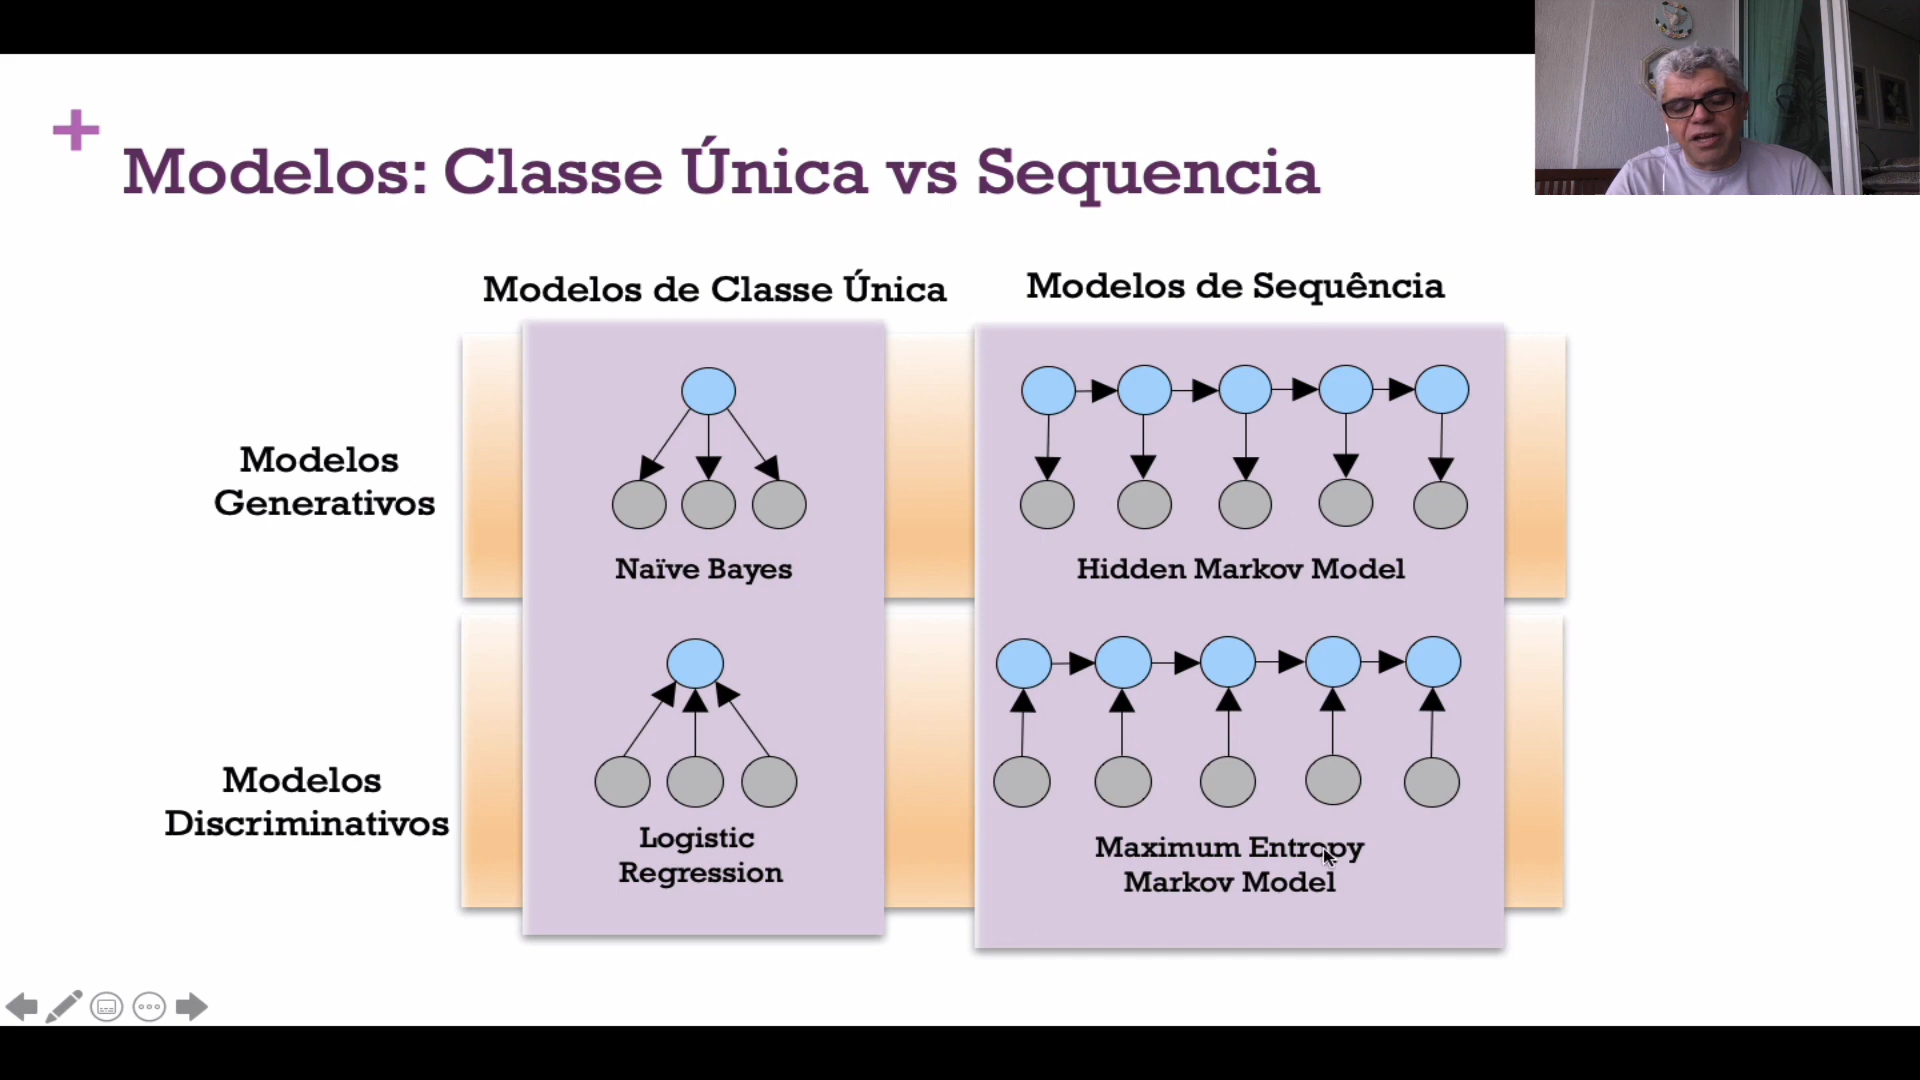 +
Modelos: Classe Única vs Sequencia
Modelos de Classe Única
Modelos de Sequência
Modelos
Generativos
Naïve Bayes
Hidden Markov Model
Modelos
Discriminativos
Logistic
Regression
Maximum Entropy
Markov Model